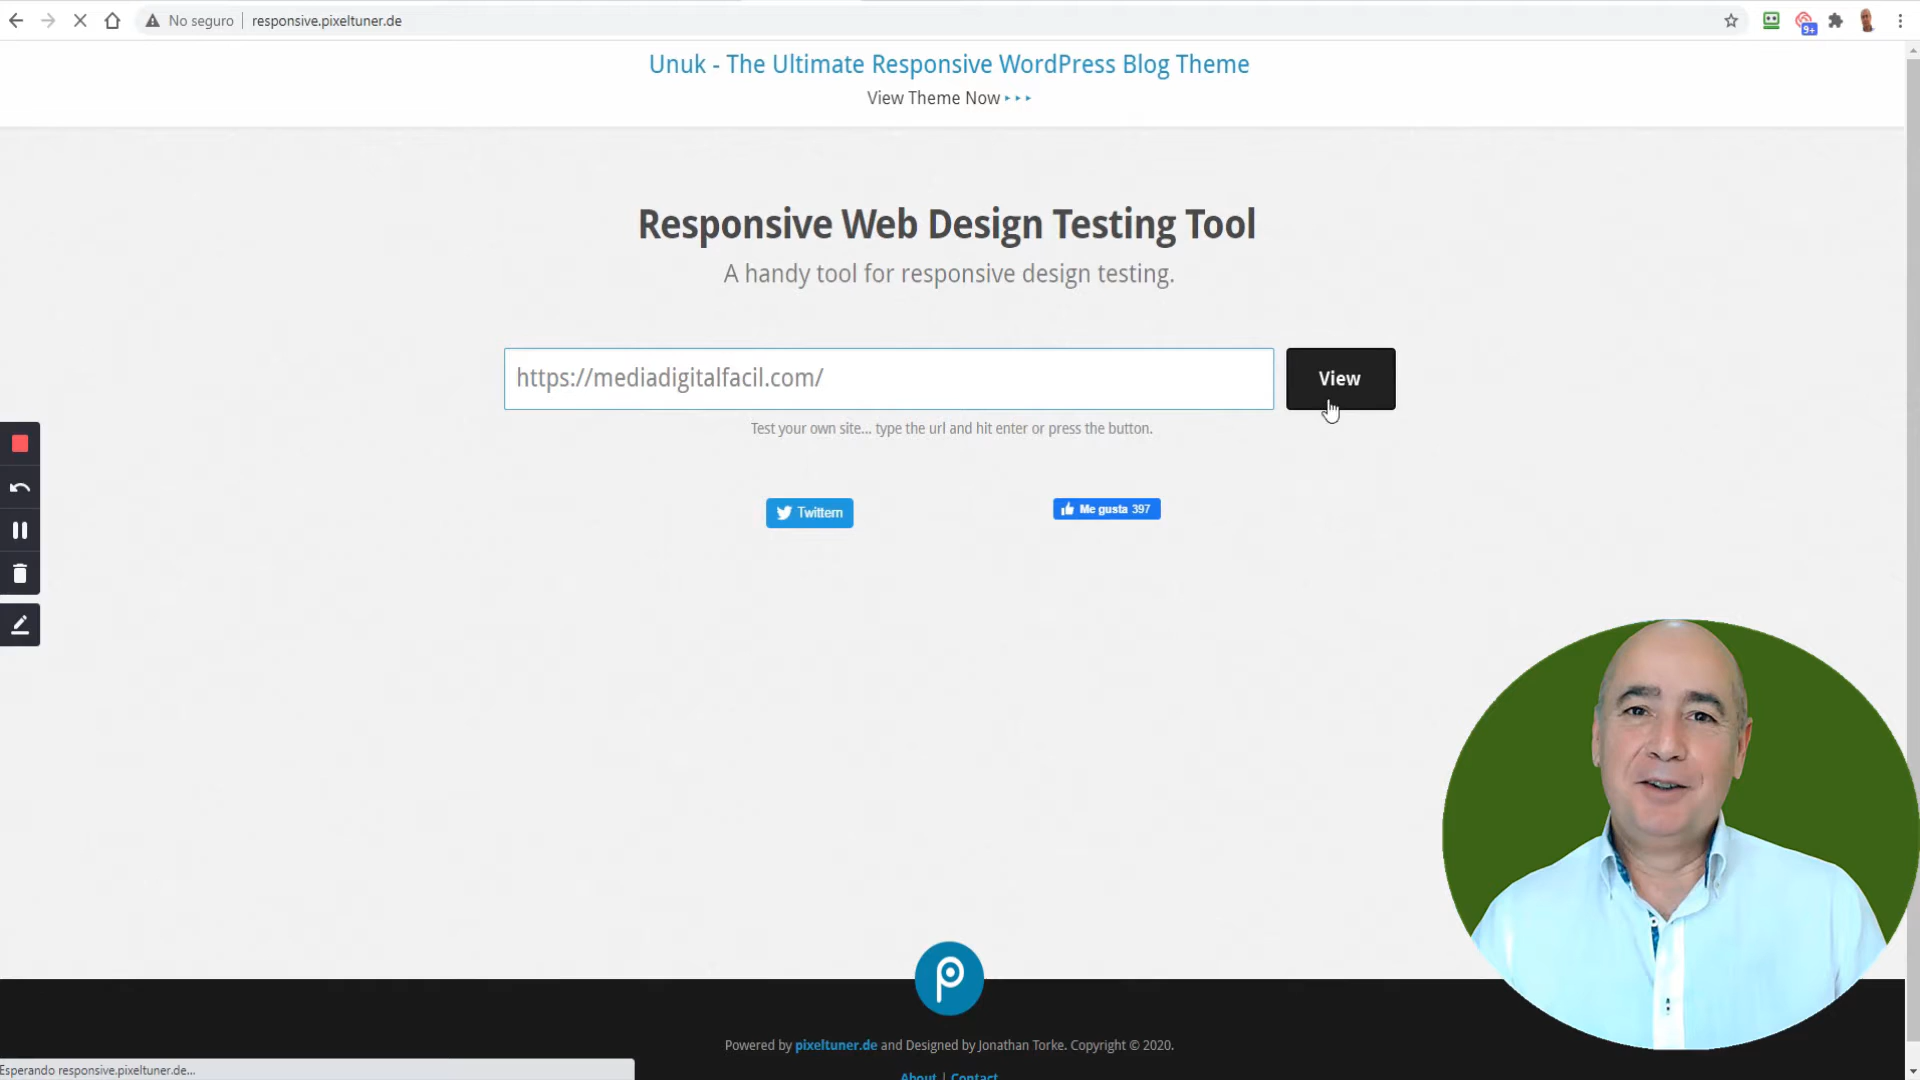 No seguro
responsive.pixeltuner.de
9+
Unuk - The Ultimate Responsive WordPress Blog Theme
View Theme Now
Responsive Web Design Testing Tool
A handy tool for responsive design testing.
https://mediadigitalfacil.com/
View
Test your own site... type the url and hit enter or press the button.
Twittern
Me gusta 397
Powered by pixeltuner.de and Designed by Jonathan Torke. Copyright © 2020.
Esperando responsive.pixeltuner.de...
About | Contact